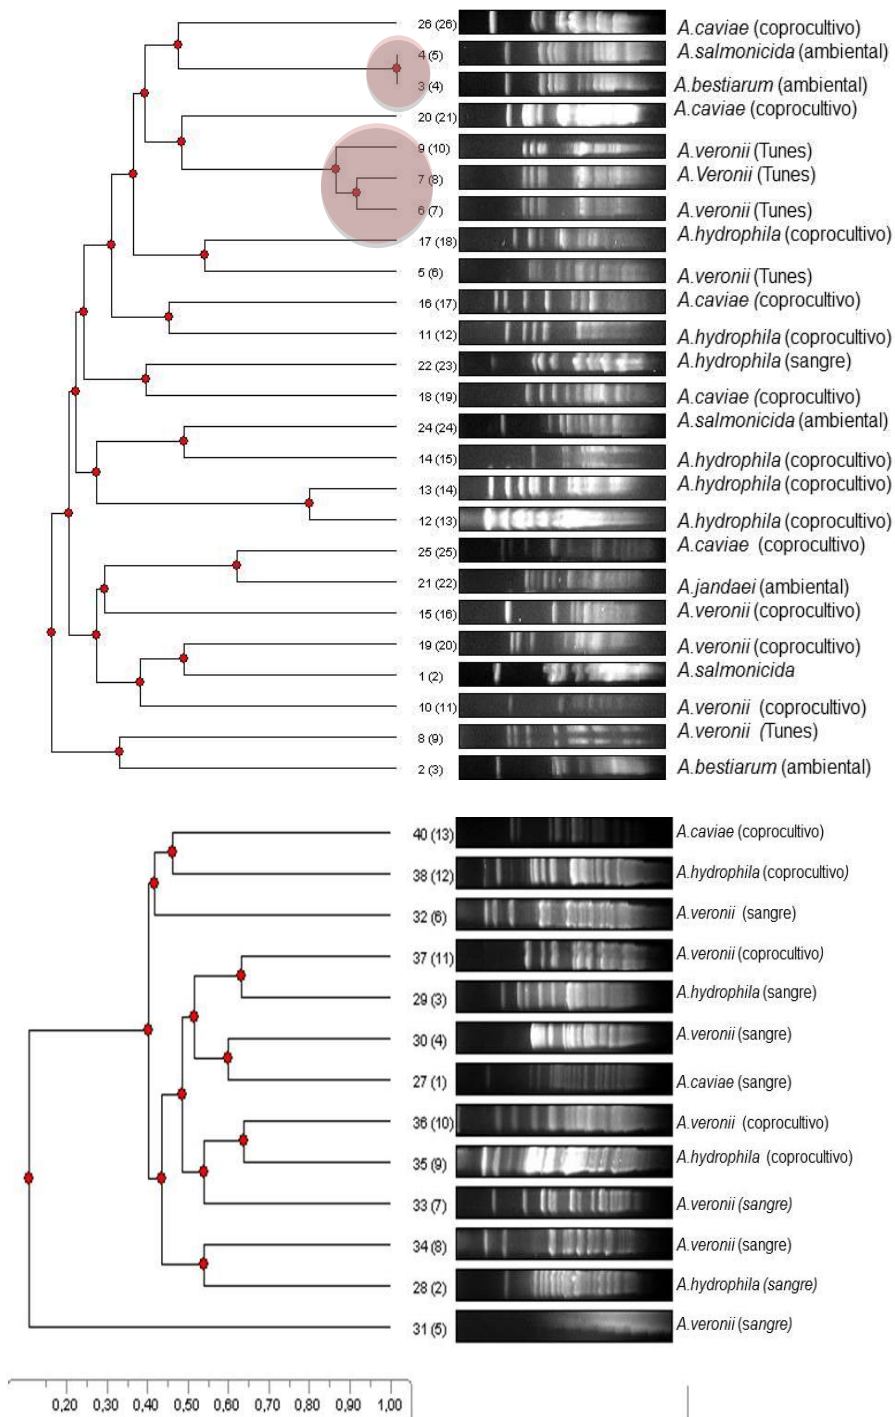 26 (26) A.caviae (coprocultivo)
4 (5) A.salmonicida (ambiental)
3 (4) A.bestiarum (ambiental)
20 (21) A.caviae (coprocultivo)
9 (10) A.veronii (Tunes)
7 (8) A.Veronii (Tunes)
6 (7) A.veronii (Tunes)
17 (18) A.hydrophila (coprocultivo)
5 (6) A.veronii (Tunes)
16 (17) A.caviae (coprocultivo)
11 (12) A.hydrophila (coprocultivo)
22 (23) A.hydrophila (sangre)
18 (19) A.caviae (coprocultivo)
24 (24) A.salmonicida (ambiental)
14 (15) A.hydrophila (coprocultivo)
13 (14) A.hydrophila (coprocultivo)
12 (13) A.hydrophila (coprocultivo)
25 (25) A.caviae (coprocultivo)
21 (22) A.jandaei (ambiental)
15 (16) A.veronii (coprocultivo)
19 (20) A.veronii (coprocultivo)
1 (2) A.salmonicida
10 (11) A.veronii (coprocultivo)
8 (9) A.veronii (Tunes)
2 (3) A.bestiarum (ambiental)
40 (13) A.caviae (coprocultivo)
38 (12) A.hydrophila (coprocultivo)
32 (6) A.veronii (sangre)
37 (11) A.veronii (coprocultivo)
29 (3) A.hydrophila (sangre)
30 (4) A.veronii (sangre)
27 (1) A.caviae (sangre)
36 (10) A.veronii (coprocultivo)
35 (9) A.hydrophila (coprocultivo)
33 (7) A.veronii (sangre)
34 (8) A.veronii (sangre)
28 (2) A.hydrophila (sangre)
31 (5) A.veronii (sangre)
0,20 0,30 0,40 0,50 0,60 0,70 0,80 0,90 1,00